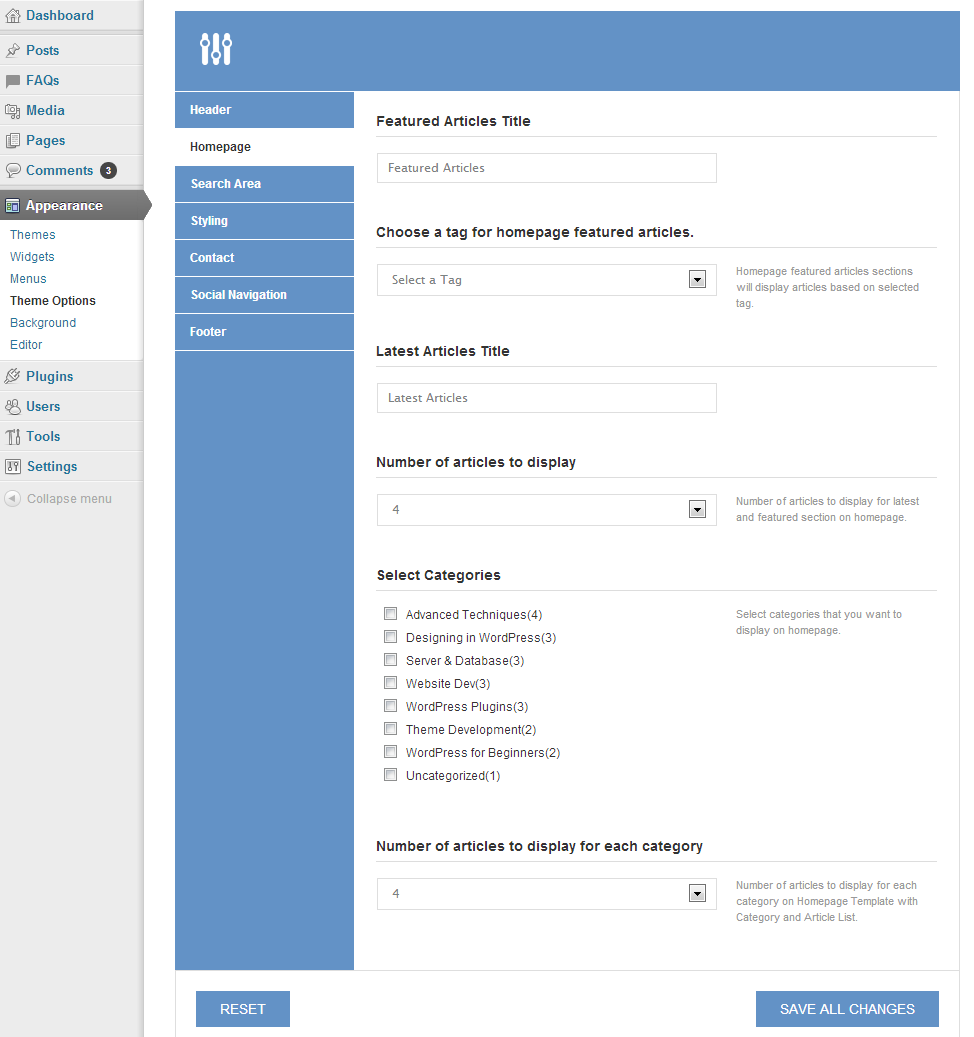 Dashboard
Posts
FAQs
Media
Pages
Comments 3
Appearance
Themes
Widgets
Menus
Theme Options
Background
Editor
Plugins
Users
Tools
Settings
Collapse menu
Header
Homepage
Search Area
Styling
Contact
Social Navigation
Footer
Featured Articles Title
Featured Articles
Choose a tag for homepage featured articles.
Select a Tag
Homepage featured articles sections
will display articles based on selected
tag.
Latest Articles Title
Latest Articles
Number of articles to display
4
Number of articles to display for latest
and featured section on homepage.
Select Categories
Advanced Techniques(4)
Designing in WordPress(3)
Server & Database(3)
Website Dev(3)
WordPress Plugins(3)
Theme Development(2)
WordPress for Beginners(2)
Uncategorized(1)
Select categories that you want to
display on homepage.
Number of articles to display for each category
4
Number of articles to display for each
category on Homepage Template with
Category and Article List.
RESET
SAVE ALL CHANGES